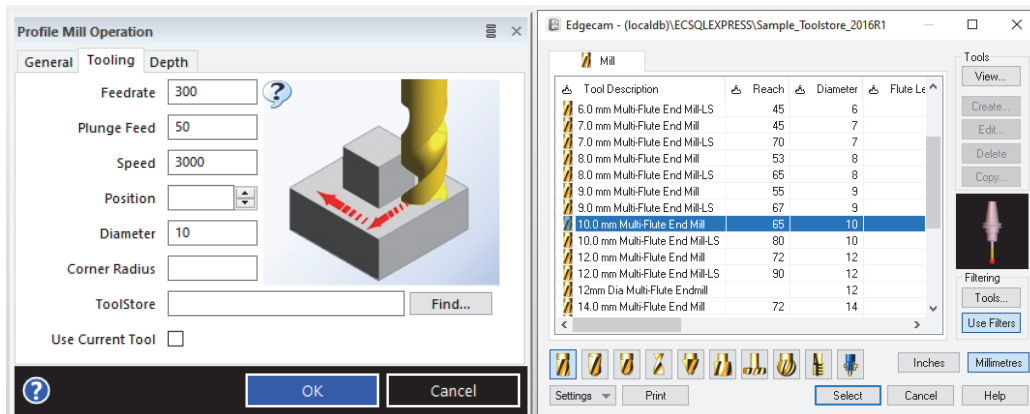 Profile Mill Operation
General Tooling Depth
Feedrate 300
Plunge Feed 50
Speed 3000
Position
Diameter 10
Corner Radius
ToolStore Find...
Use Current Tool
OK Cancel
Edgecam - (localdb)\ECSQLEXPRESS\Sample_Toolstore_2016R1
Mill
Tool Description Reach Diameter Flute Le
6.0 mm Multi-Flute End Mill-LS 45 6
7.0 mm Multi-Flute End Mill 45 7
7.0 mm Multi-Flute End Mill-LS 70 7
8.0 mm Multi-Flute End Mill 53 8
8.0 mm Multi-Flute End Mill-LS 65 8
9.0 mm Multi-Flute End Mill 55 9
9.0 mm Multi-Flute End Mill-LS 67 9
10.0 mm Multi-Flute End Mill 65 10
10.0 mm Multi-Flute End Mill-LS 80 10
12.0 mm Multi-Flute End Mill 72 12
12.0 mm Multi-Flute End Mill-LS 90 12
12mm Dia Multi-Flute Endmill 12
14.0 mm Multi-Flute End Mill 72 14
Tools
View...
Create...
Edit...
Delete
Copy...
Filtering
Tools...
Use Filters
Inches Millimetres
Settings Print Select Cancel Help